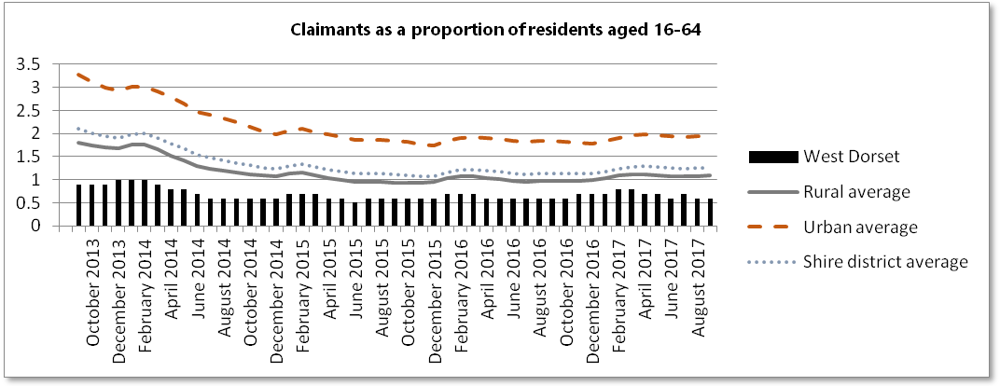 Claimants as a proportion of residents aged 16-64
3.5
3
2.5
2
1.5
1
0.5
0
October 2013
December 2013
February 2014
April 2014
June 2014
August 2014
October 2014
December 2014
February 2015
April 2015
June 2015
August 2015
October 2015
December 2015
February 2016
April 2016
June 2016
August 2016
October 2016
December 2016
February 2017
April 2017
June 2017
August 2017
West Dorset
Rural average
Urban average
Shire district average